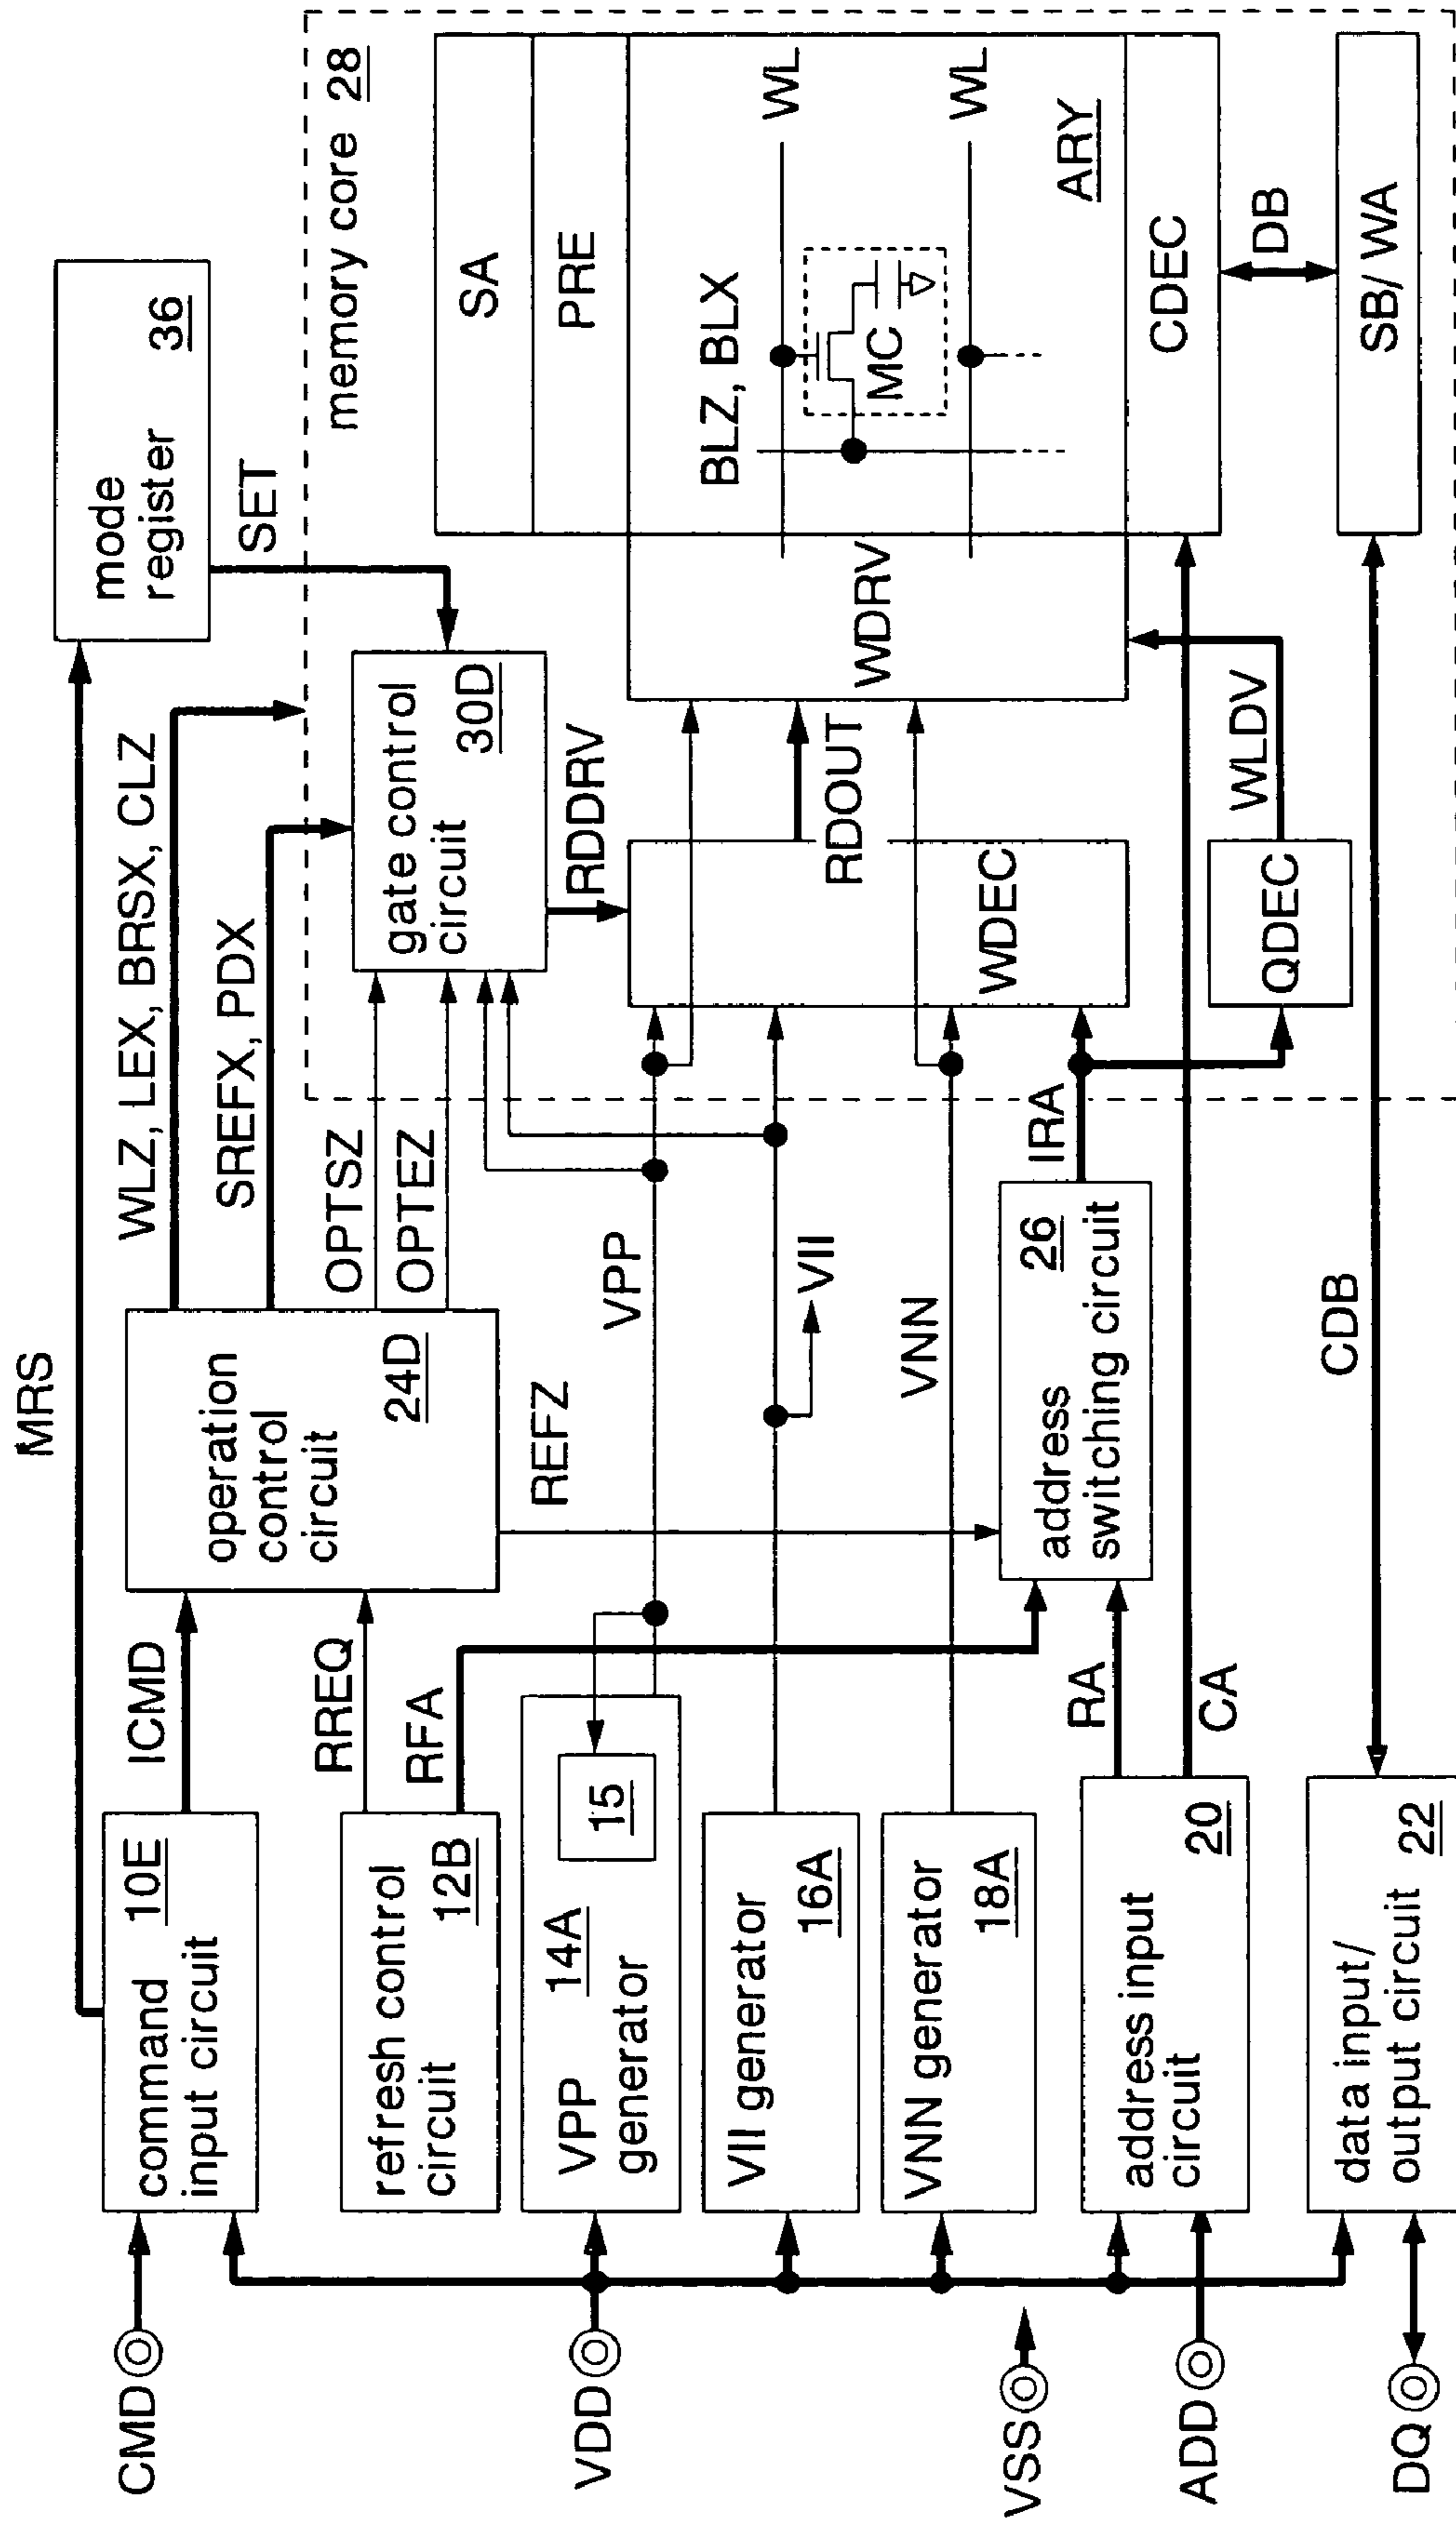 MRS
mode
register 36
SET
command 10E
input circuit
ICMD
operation
control
circuit 24D
WLZ, LEX, BRSX, CLZ
SREFX, PDX
OPTSZ
OPTEZ
REFZ
memory core 28
gate control
circuit 30D
RDDRV
refresh control
circuit 12B
RREQ
RFA
VPP 14A
generator
15
VPP
VII generator
16A
VII
VNN generator
18A
VNN
address input
circuit 20
RA
CA
address 26
switching circuit
IRA
data input/
output circuit 22
CDB
WDEC
RDOUT
WDRV
QDEC
WLDV
SA
PRE
BLZ, BLX
WL
MC
WL
ARY
CDEC
DB
SB/WA
CMD
VDD
VSS
ADD
DQ